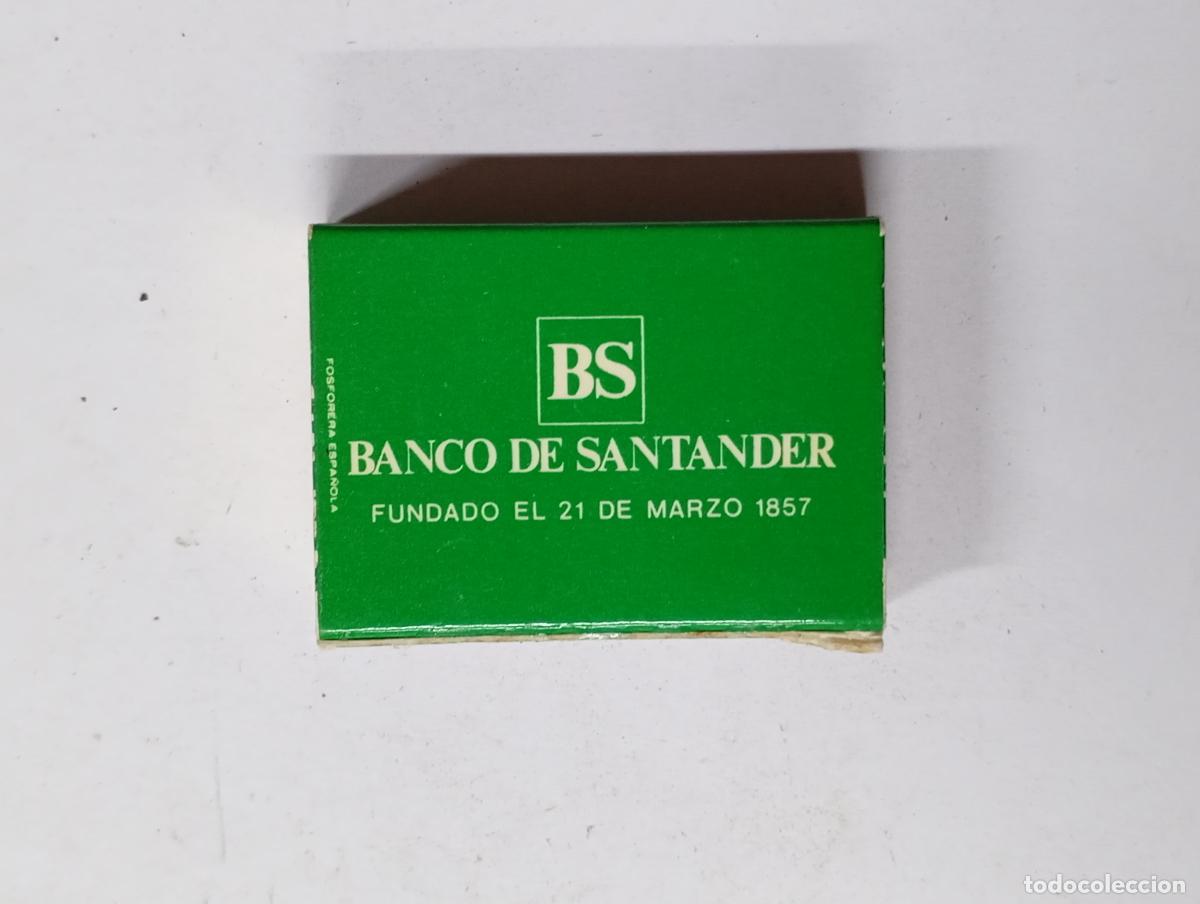 BS
BANCO DE SANTANDER
FUNDADO EL 21 DE MARZO 1857
FOSFORERA ESPAÑOLA
todocoleccion